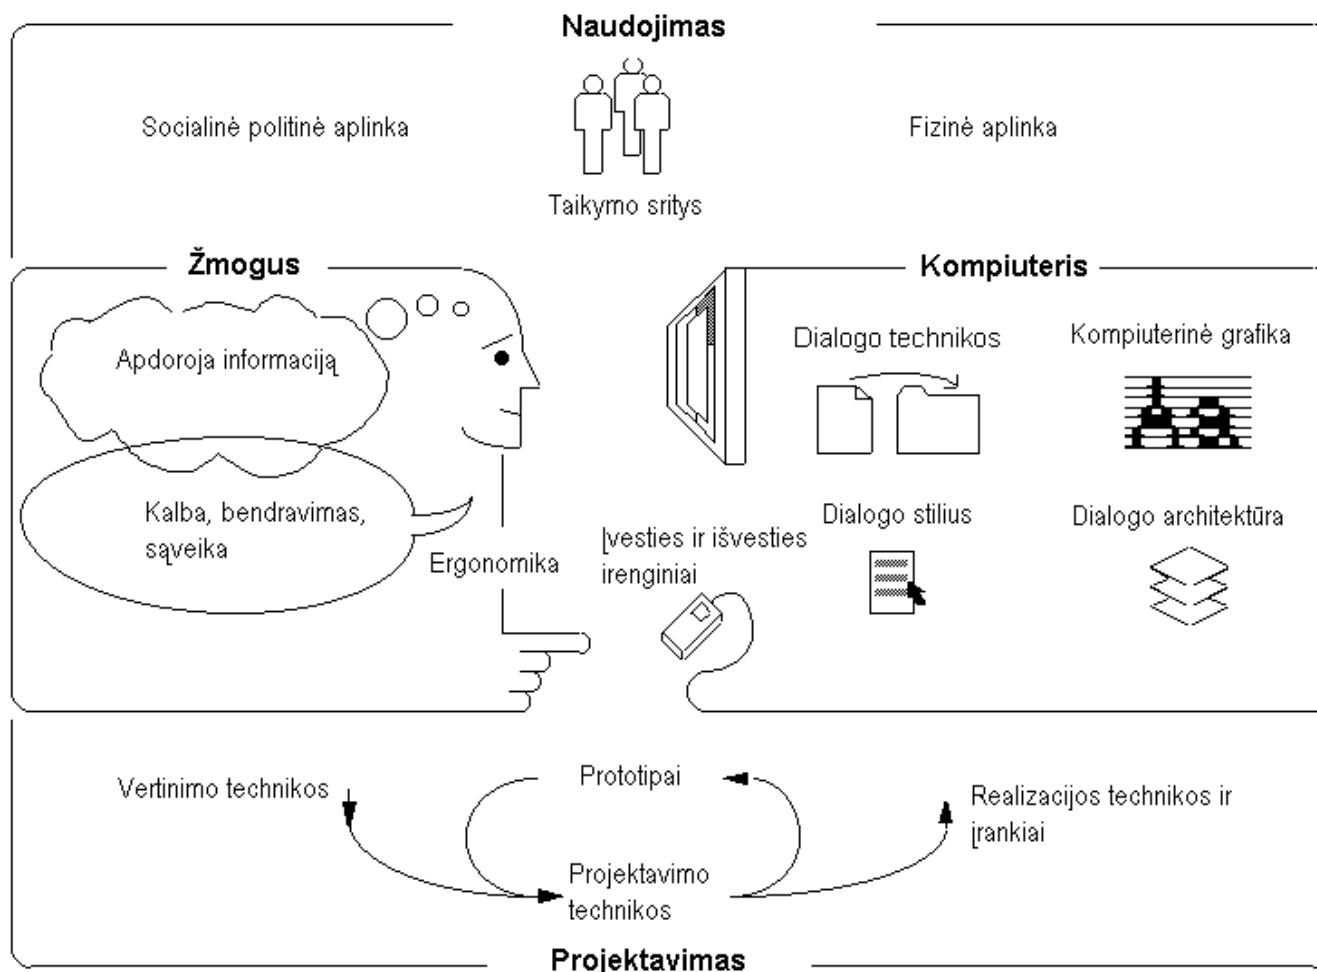 Naudojimas
Socialinė politinė aplinka
Fizinė aplinka
Taikymo sritys
Žmogus
Kompiuteris
Apdoroja informaciją
Dialogo technikos
Kompiuterinė grafika
Kalba, bendravimas,
sąveika
Ergonomika
Įvesties ir išvesties
irenginiai
Dialogo stilius
Dialogo architektūra
Vertinimo technikos
Prototipai
Realizacijos technikos ir
įrankiai
Projektavimo
technikos
Projektavimas